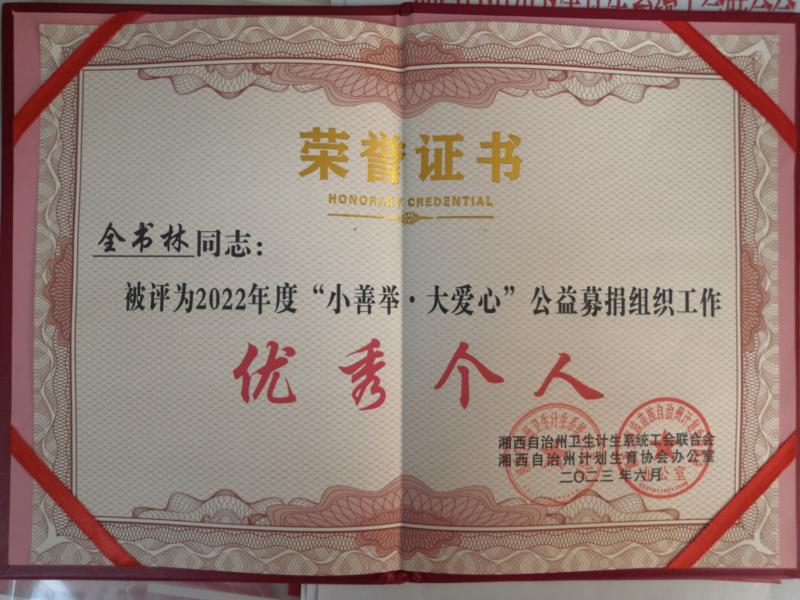 荣誉证书
HONORARY CREDENTIAL
全书林同志：
被评为2022年度“小善举·大爱心”公益募捐组织工作
优秀个人
湘西自治州卫生计生系统工会联合会
湘西自治州计划生育协会办公室
二〇二三年六月